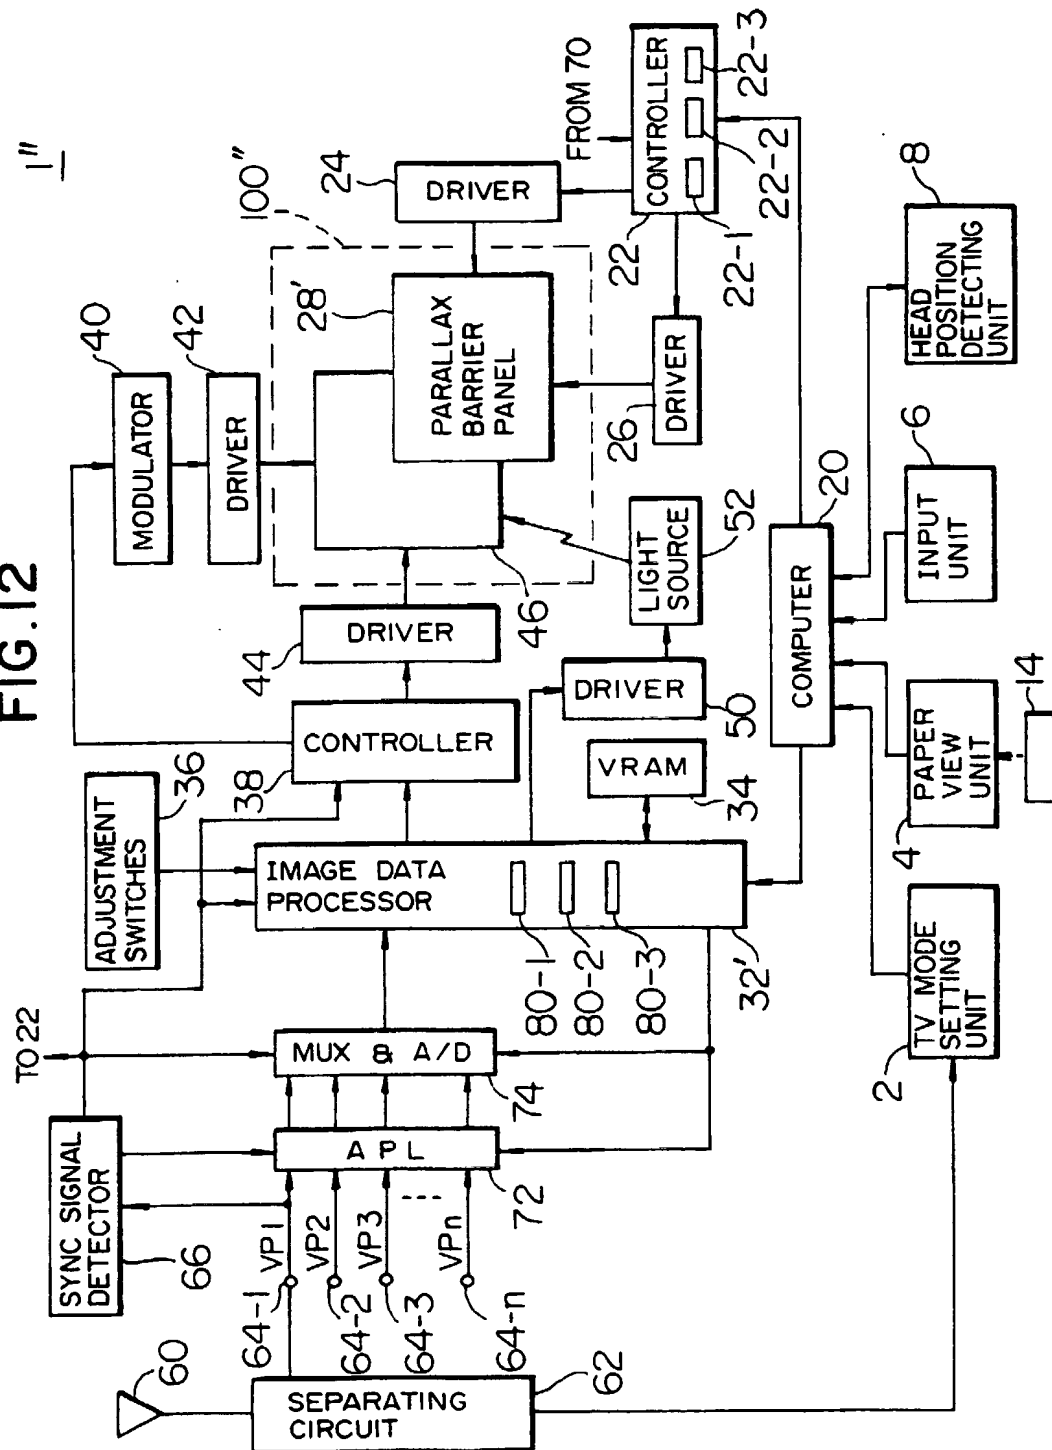 FIG.12
1"
60
SEPARATING
CIRCUIT
62
SYNC SIGNAL
DETECTOR
66
TO 22
64-1
64-2
64-3
64-n
VP1
VP2
VP3
VPn
APL
72
MUX & A/D
74
ADJUSTMENT
SWITCHES
36
IMAGE DATA
PROCESSOR
80-1
80-2
80-3
32'
CONTROLLER
38
VRAM
34
DRIVER
44
DRIVER
50
LIGHT
SOURCE
52
MODULATOR
40
DRIVER
42
46
100"
28'
PARALLAX
BARRIER
PANEL
DRIVER
24
DRIVER
26
FROM 70
CONTROLLER
22
22-1
22-2
22-3
COMPUTER
20
TV MODE
SETTING
UNIT
2
PAPER
VIEW
UNIT
4
14
INPUT
UNIT
6
HEAD
POSITION
DETECTING
UNIT
8